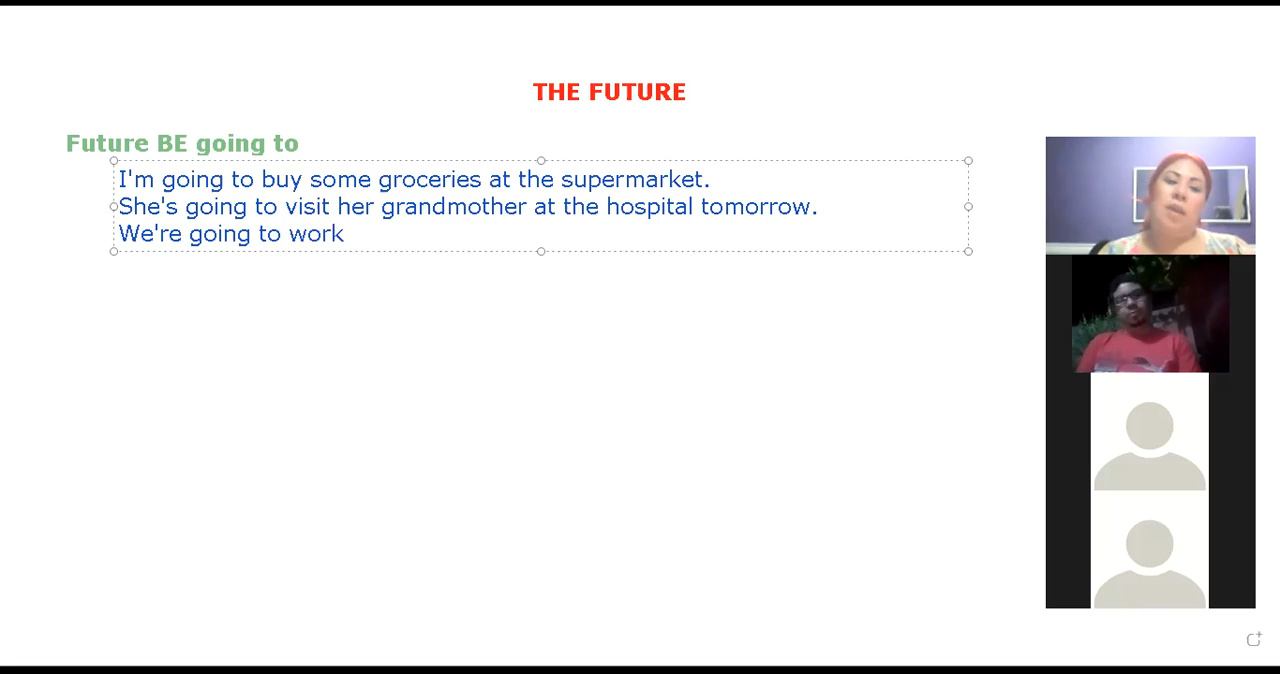 THE FUTURE
Future BE going to
I'm going to buy some groceries at the supermarket.
She's going to visit her grandmother at the hospital tomorrow.
We're going to work